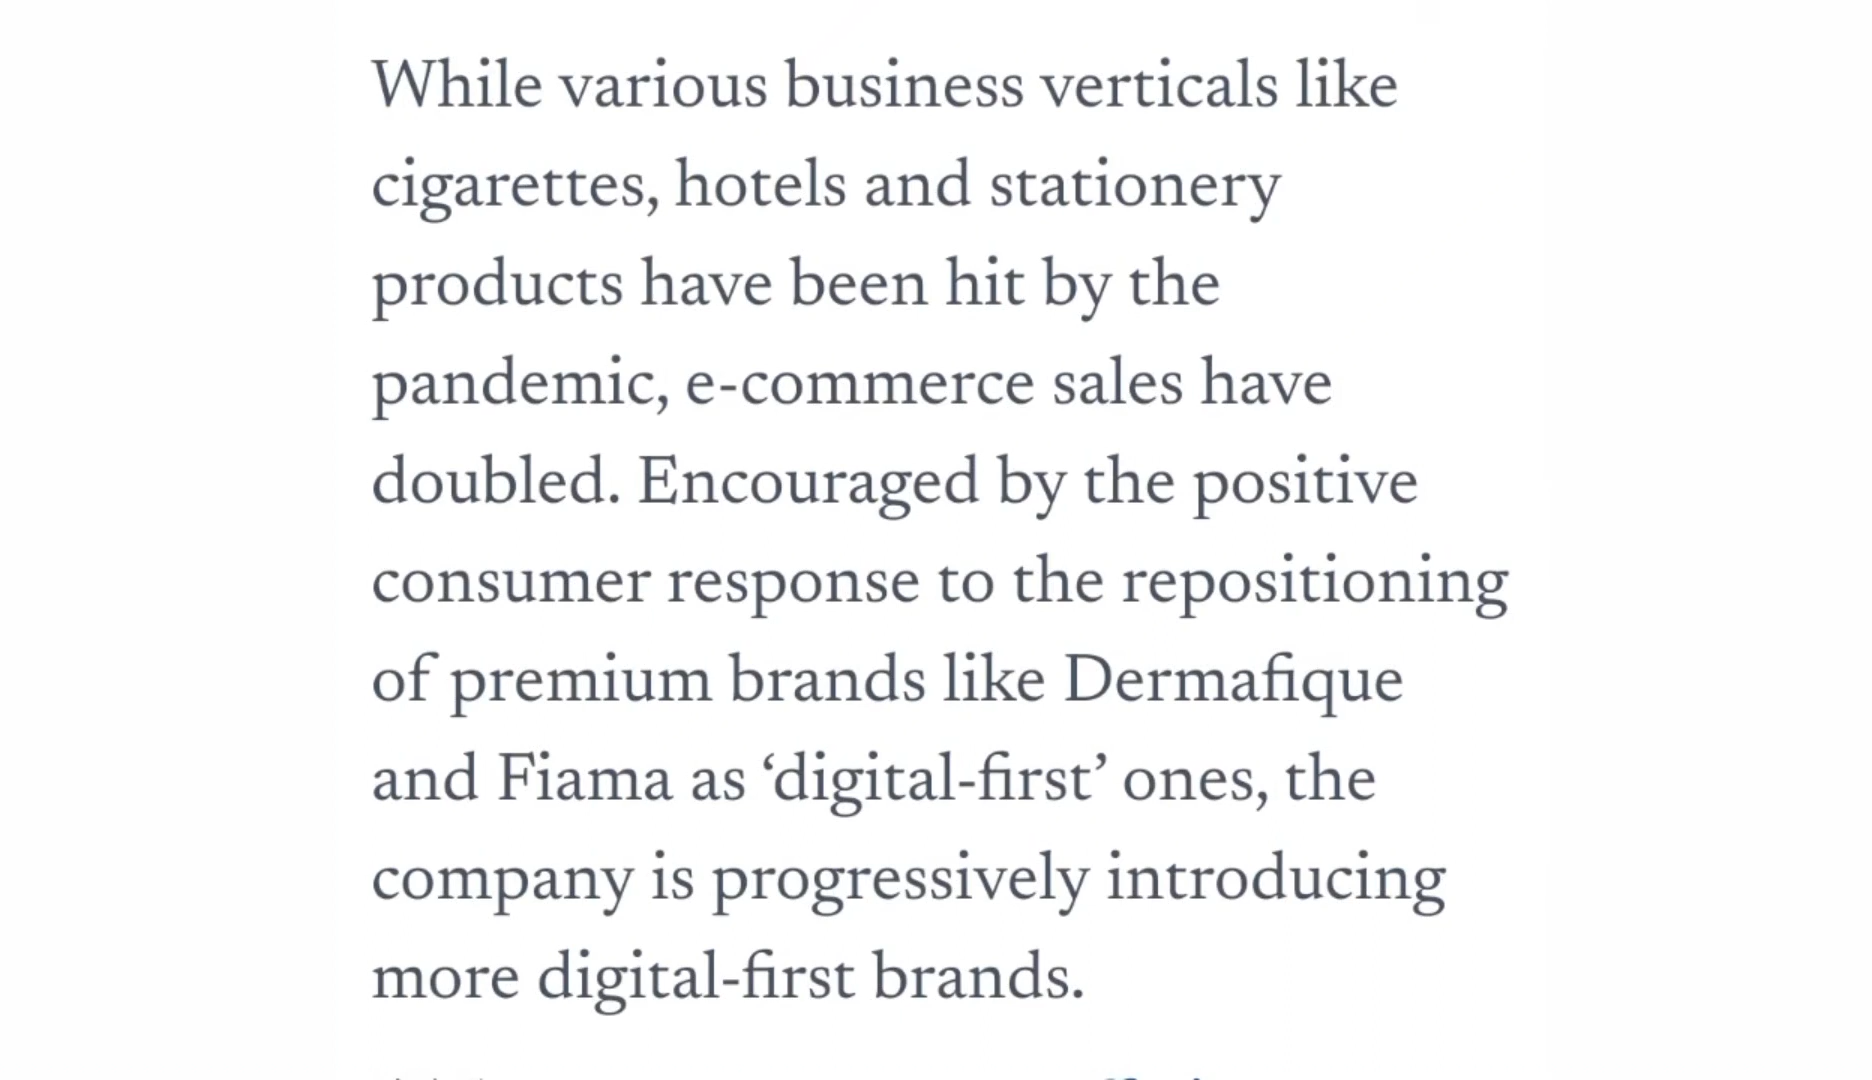 While various business verticals like
cigarettes, hotels and stationery
products have been hit by the
pandemic, e-commerce sales have
doubled. Encouraged by the positive
consumer response to the repositioning
of premium brands like Dermafique
and Fiama as ‘digital-first’ ones, the
company is progressively introducing
more digital-first brands.